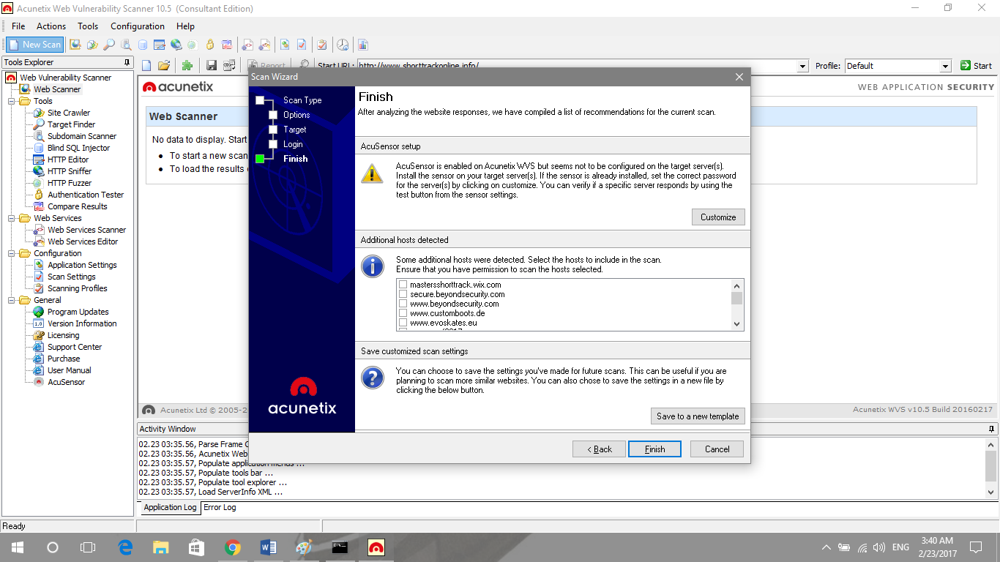 Acunetix Web Vulnerability Scanner 10.5 (Consultant Edition)
File Actions Tools Configuration Help
New Scan
Tools Explorer
Report
Start URL: http://www.shorttrackonline.info/
Profile: Default
Start
Web Vulnerability Scanner
Web Scanner
Tools
Site Crawler
Target Finder
Subdomain Scanner
Blind SQL Injector
HTTP Editor
HTTP Sniffer
HTTP Fuzzer
Authentication Tester
Compare Results
Web Services
Web Services Scanner
Web Services Editor
Configuration
Application Settings
Scan Settings
Scanning Profiles
General
Program Updates
Version Information
1.0
Licensing
Support Center
Purchase
User Manual
AcuSensor
acunetix
WEB APPLICATION SECURITY
Web Scanner
No data to display. Start
To start a new scan
To load the results
Scan Wizard
Scan Type
Options
Target
Login
Finish
acunetix
Finish
After analyzing the website responses, we have compiled a list of recommendations for the current scan.
AcuSensor setup
AcuSensor is enabled on Acunetix WVS but seems not to be configured on the target server(s).
Install the sensor on your target server(s). If the sensor is already installed, set the correct password
for the server(s) by clicking on customize. You can verify if a specific server responds by using the
test button from the sensor settings.
Customize
Additional hosts detected
Some additional hosts were detected. Select the hosts to include in the scan.
Ensure that you have permission to scan the hosts selected.
mastersshorttrack.wix.com
secure.beyondsecurity.com
www.beyondsecurity.com
www.customboots.de
www.evoskates.eu
Save customized scan settings
You can choose to save the settings you've made for future scans. This can be useful if you are
planning to scan more similar websites. You can also chose to save the settings in a new file by
clicking the below button.
Save to a new template
< Back
Finish
Cancel
Acunetix Ltd © 2005-2
Acunetix WVS v10.5 Build 20160217
Activity Window
02.23 03:35.56, Parse Frame
02.23 03:35.56, Acunetix Web
02.23 03:35.57, Populate application menus ...
02.23 03:35.57, Populate tools bar ...
02.23 03:35.57, Populate tool explorer ...
02.23 03:35.57, Load ServerInfo XML ...
Application Log
Error Log
Ready
ENG
3:40 AM
2/23/2017